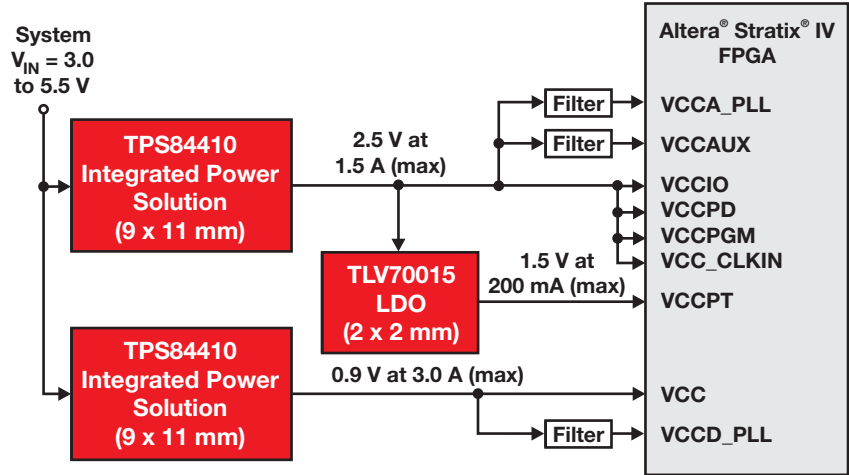 System
V_IN = 3.0
to 5.5 V
TPS84410
Integrated Power
Solution
(9 x 11 mm)
2.5 V at
1.5 A (max)
Filter
Filter
TLV70015
LDO
(2 x 2 mm)
1.5 V at
200 mA (max)
TPS84410
Integrated Power
Solution
(9 x 11 mm)
0.9 V at 3.0 A (max)
Filter
Altera® Stratix® IV
FPGA
VCCA_PLL
VCCAUX
VCCIO
VCCPD
VCCPGM
VCC_CLKIN
VCCPT
VCC
VCCD_PLL